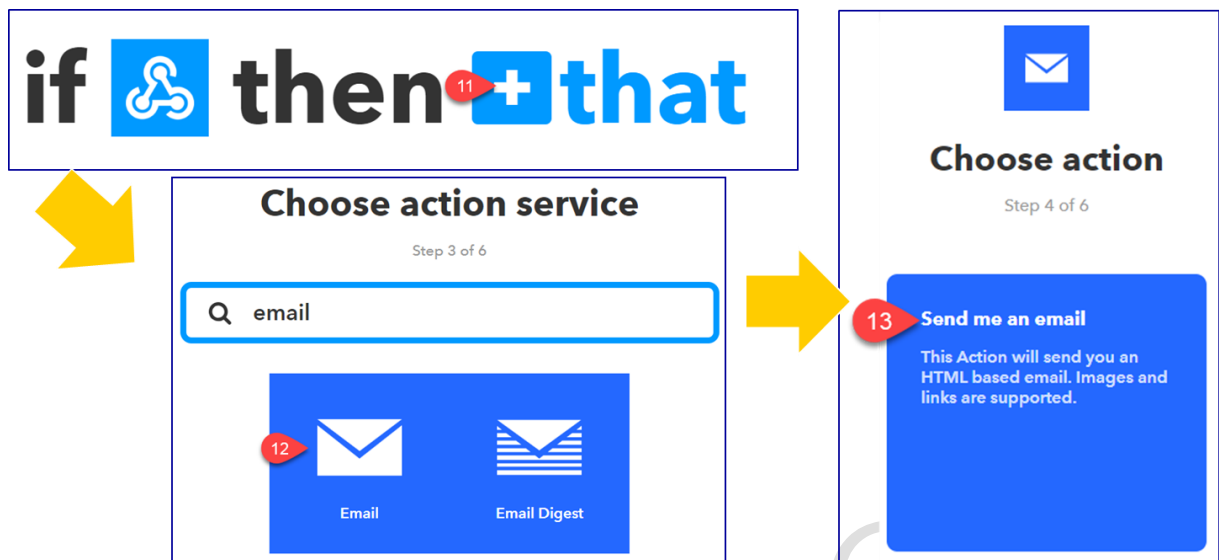 if then + that
11
Choose action service
Step 3 of 6
email
12
Email
Email Digest
Choose action
Step 4 of 6
13
Send me an email
This Action will send you an
HTML based email. Images and
links are supported.